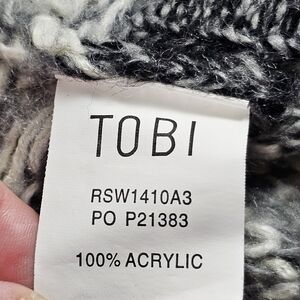 TOBI
RSW1410A3
PO P21383
100% ACRYLIC